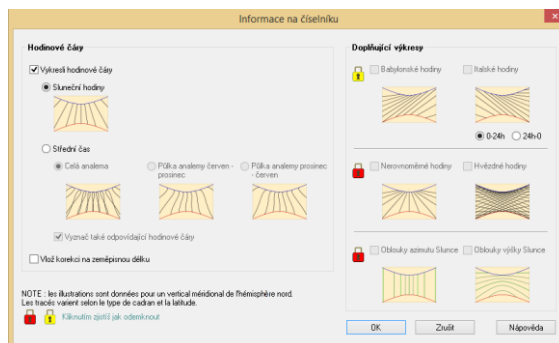 Informace na číselníku
Hodinové čáry
Vykresli hodinové čáry
Sluneční hodiny
Střední čas
Celá analema
Půlka analemy červen - prosinec
Půlka analemy prosinec - červen
Vyznač také odpovídající hodinové čáry
Vlož korekci na zeměpisnou délku
NOTE : les illustrations sont données pour un vertical méridional de l'hémisphère nord.
Les tracés varient selon le type de cadran et la latitude.
Kliknutím zjistíš jak odemknout
Doplňující výkresy
Babylonské hodiny
Italské hodiny
0-24h
24h-0
Nerovnoměrné hodiny
Hvězdné hodiny
Oblouky azimutu Slunce
Oblouky výšky Slunce
OK
Zrušit
Nápověda